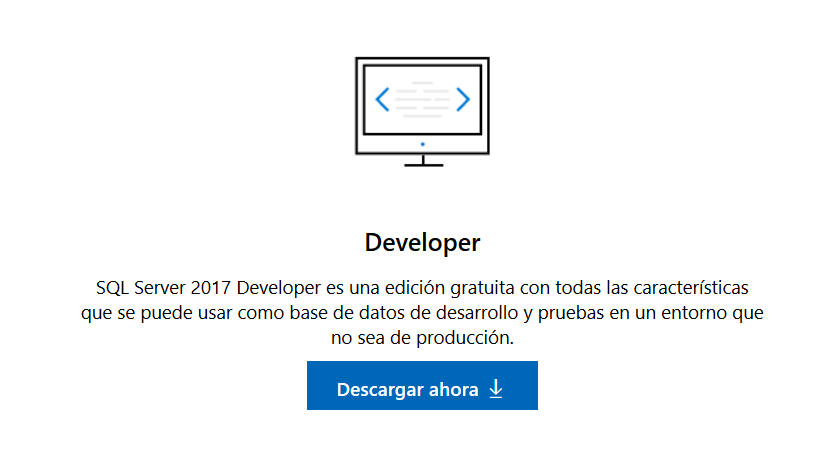 Developer
SQL Server 2017 Developer es una edición gratuita con todas las características
que se puede usar como base de datos de desarrollo y pruebas en un entorno que
no sea de producción.
Descargar ahora